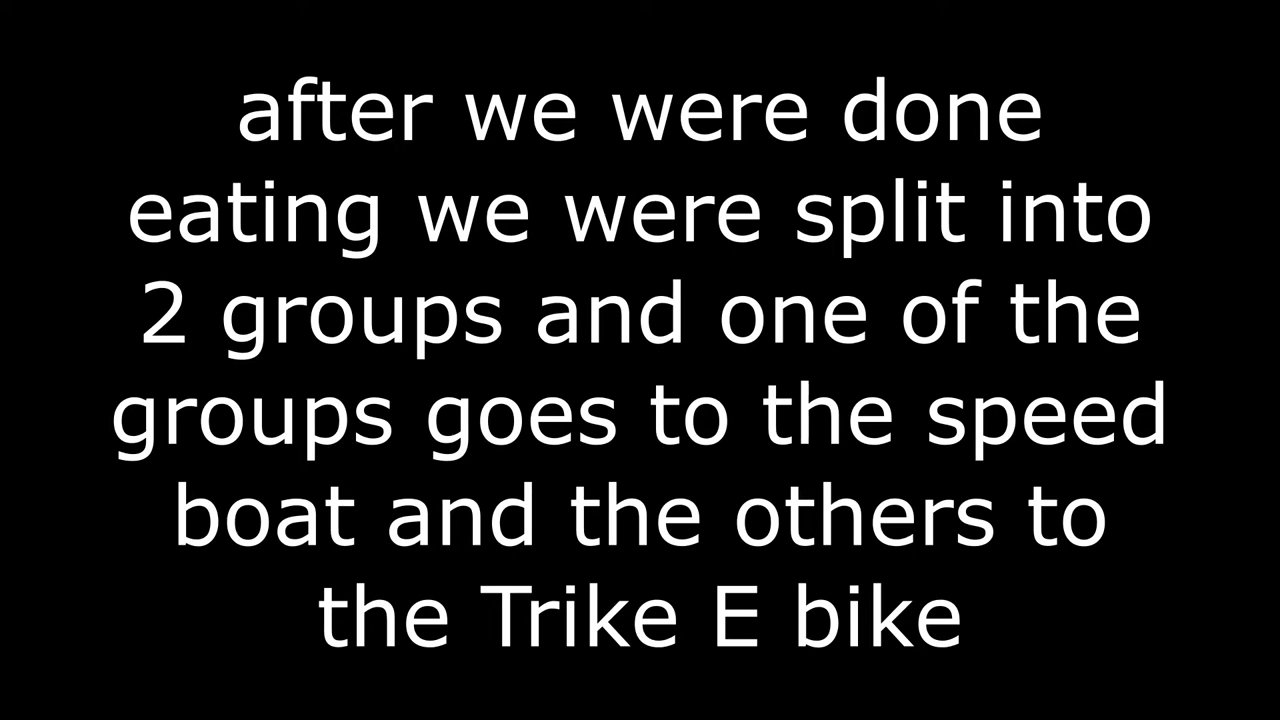 after we were done
eating we were split into
2 groups and one of the
groups goes to the speed
boat and the others to
the Trike E bike